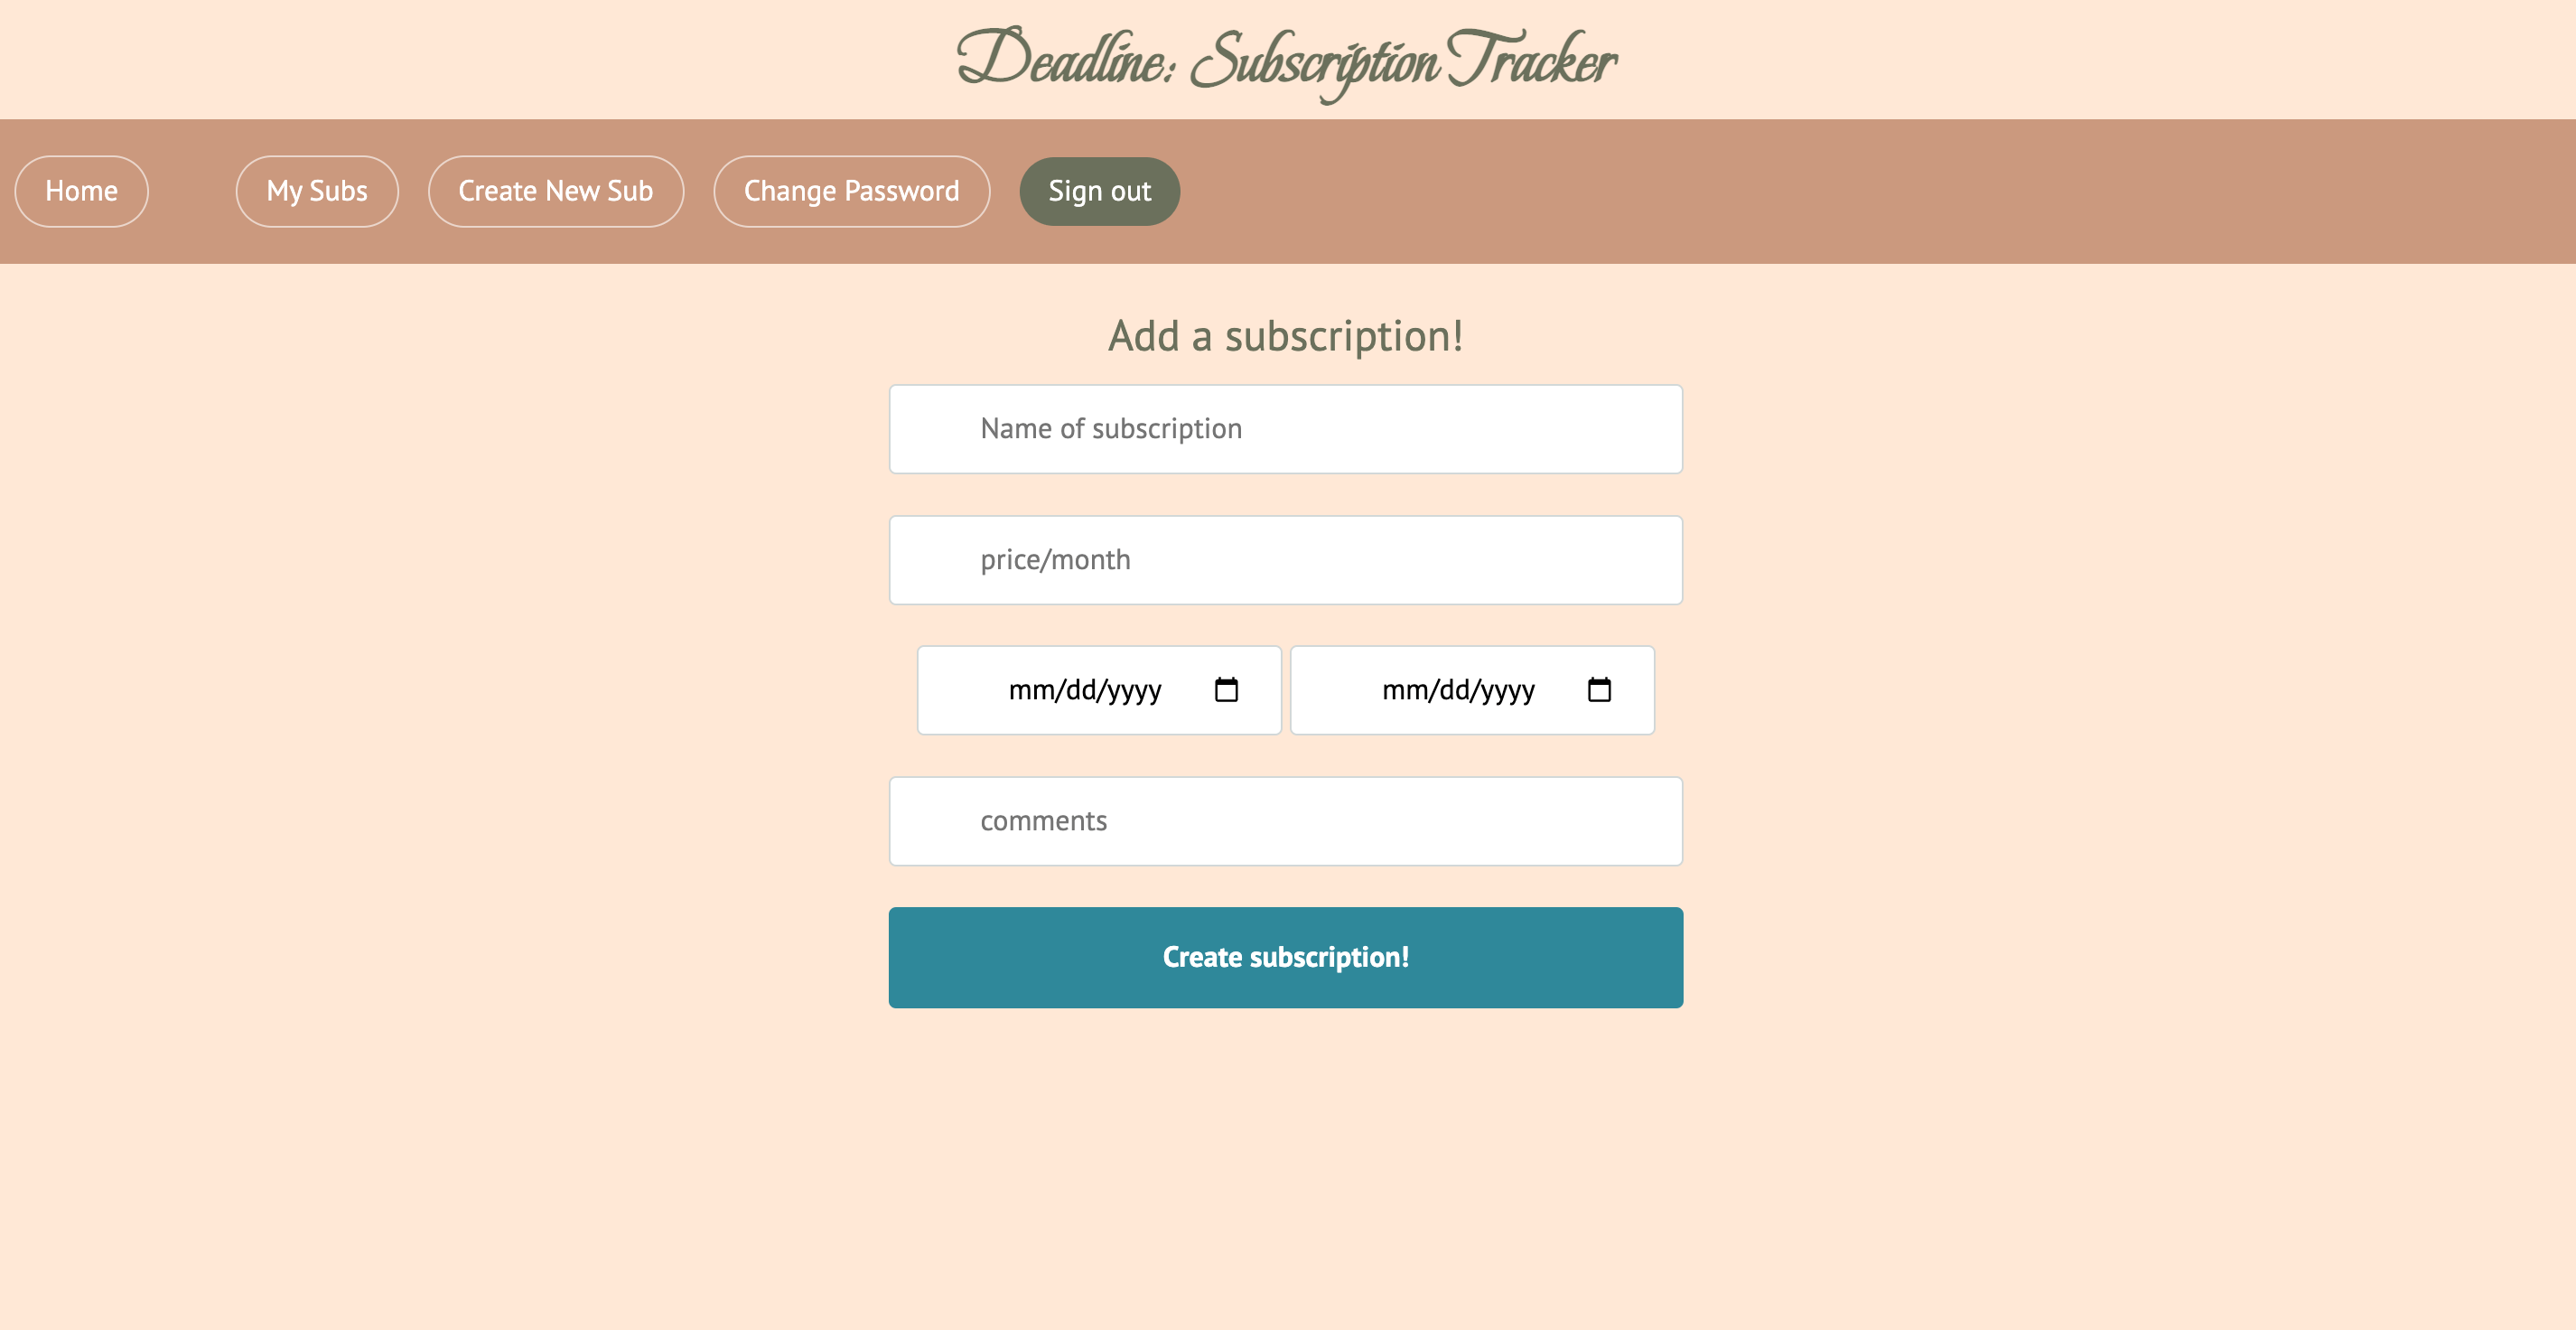 Deadline: Subscription Tracker
Home My Subs Create New Sub Change Password Sign out
Add a subscription!
Name of subscription
price/month
mm/dd/yyyy mm/dd/yyyy
comments
Create subscription!